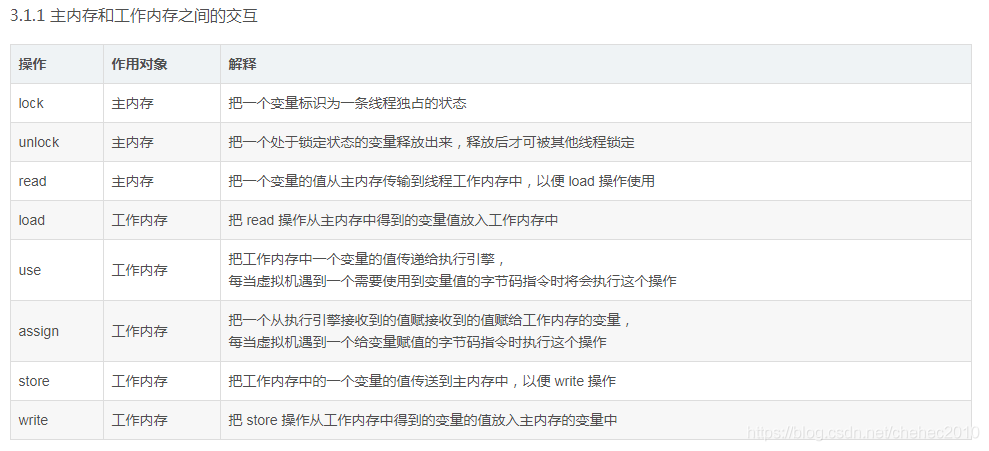 3.1.1 主内存和工作内存之间的交互
操作 作用对象 解释
lock 主内存 把一个变量标识为一条线程独占的状态
unlock 主内存 把一个处于锁定状态的变量释放出来，释放后才可被其他线程锁定
read 主内存 把一个变量的值从主内存传输到线程工作内存中，以便 load 操作使用
load 工作内存 把 read 操作从主内存中得到的变量值放入工作内存中
use 工作内存 把工作内存中一个变量的值传递给执行引擎，
每当虚拟机遇到一个需要使用到变量值的字节码指令时将会执行这个操作
assign 工作内存 把一个从执行引擎接收到的值赋接收到的值赋给工作内存的变量，
每当虚拟机遇到一个给变量赋值的字节码指令时执行这个操作
store 工作内存 把工作内存中的一个变量的值传送到主内存中，以便 write 操作
write 工作内存 把 store 操作从工作内存中得到的变量的值放入主内存的变量中
https://blog.csdn.net/chehec2010